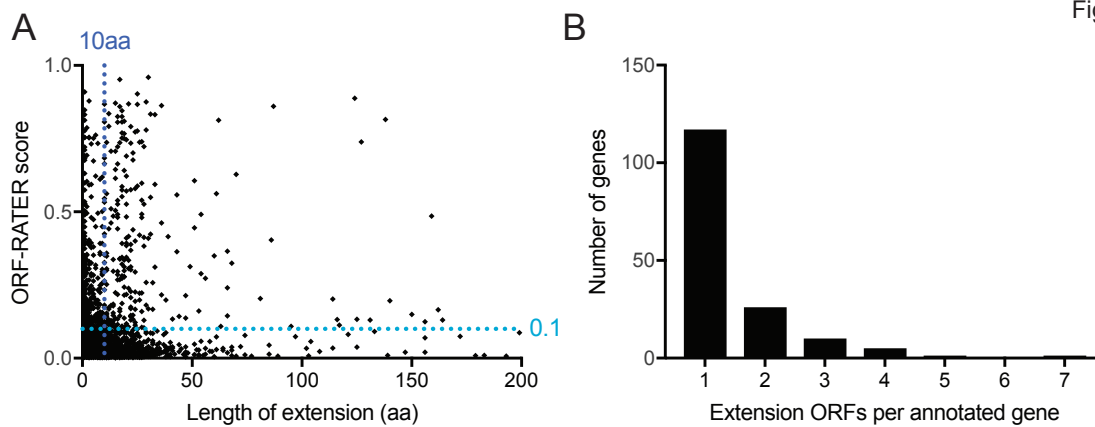 Fig
A
10aa
1.0
0.5
0.0
ORF-RATER score
0.1
0
50
100
150
200
Length of extension (aa)
B
150
100
50
0
Number of genes
1
2
3
4
5
6
7
Extension ORFs per annotated gene